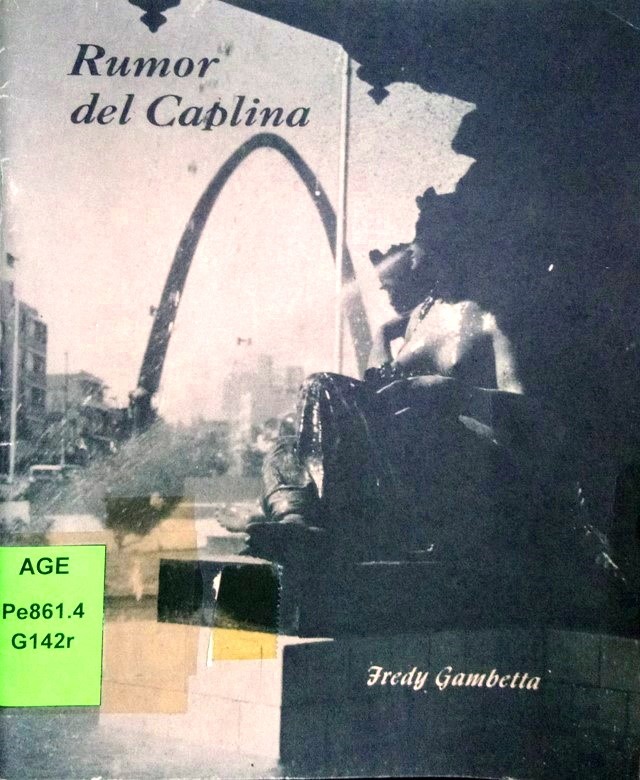 Rumor
del Caplina
AGE
Pe861.4
G142r
Fredy Gambetta